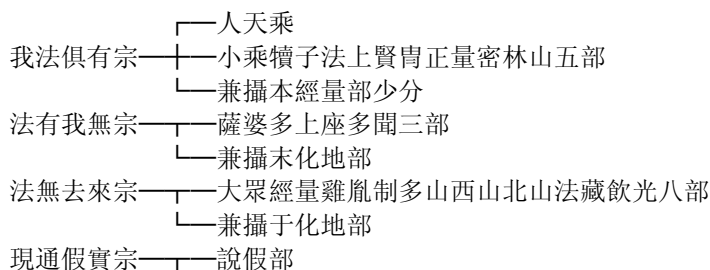 人天乘
我法俱有宗 小乘犢子法上賢冑正量密林山五部
兼攝本經量部少分
法有我無宗 薩婆多上座多聞三部
兼攝末化地部
法無去來宗 大眾經量雞胤制多山西山北山法藏飲光八部
兼攝于化地部
現通假實宗 說假部